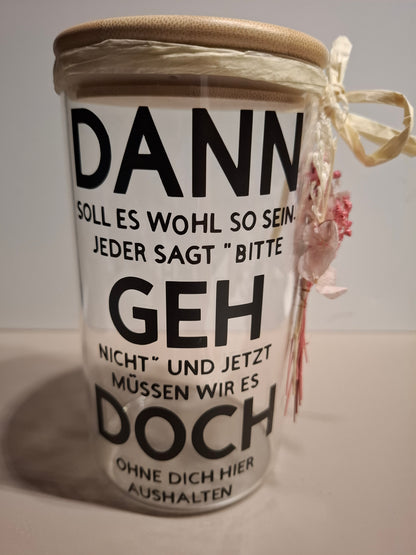 DANN
SOLL ES WOHL SO SEIN.
JEDER SAGT "BITTE
GEH
NICHT" UND JETZT
MÜSSEN WIR ES
DOCH
OHNE DICH HIER
AUSHALTEN